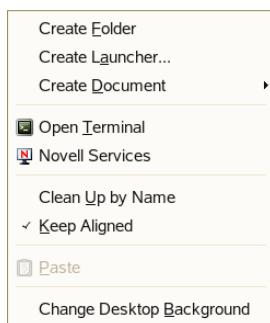 Create Folder
Create Launcher...
Create Document
Open Terminal
Novell Services
Clean Up by Name
Keep Aligned
Paste
Change Desktop Background